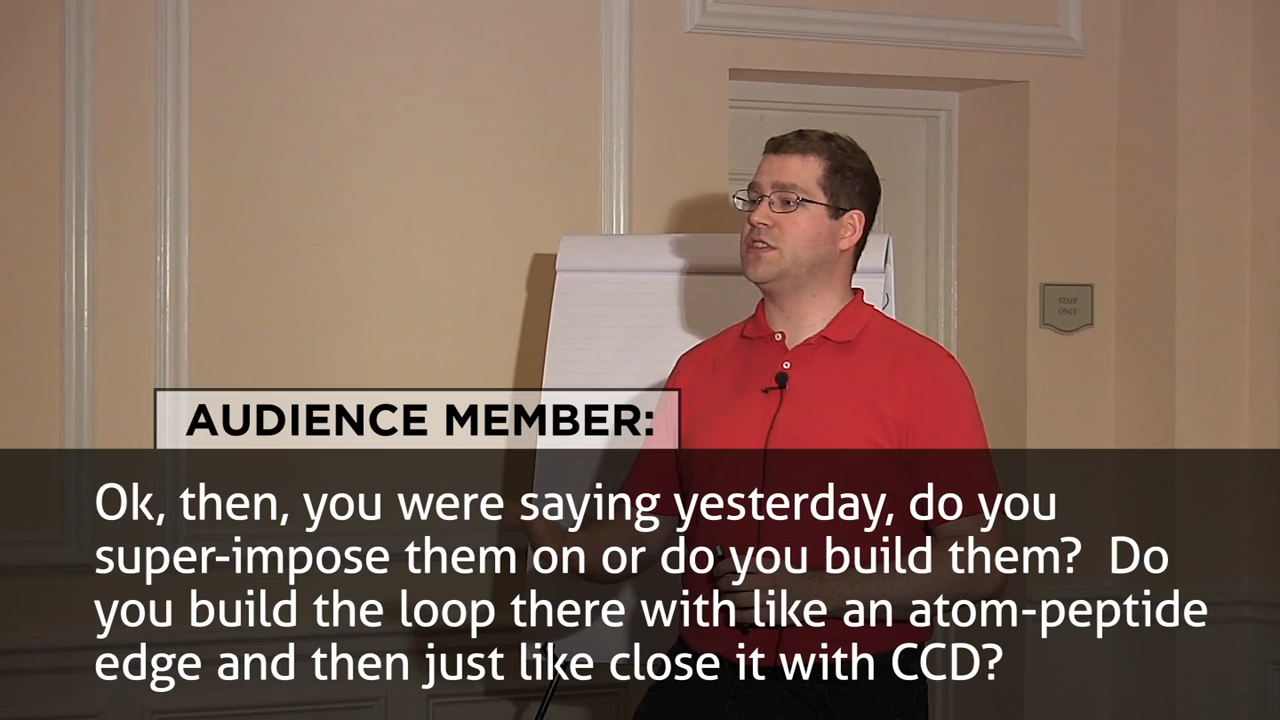 STAFF
ONLY
AUDIENCE MEMBER:
Ok, then, you were saying yesterday, do you
super-impose them on or do you build them?  Do
you build the loop there with like an atom-peptide
edge and then just like close it with CCD?